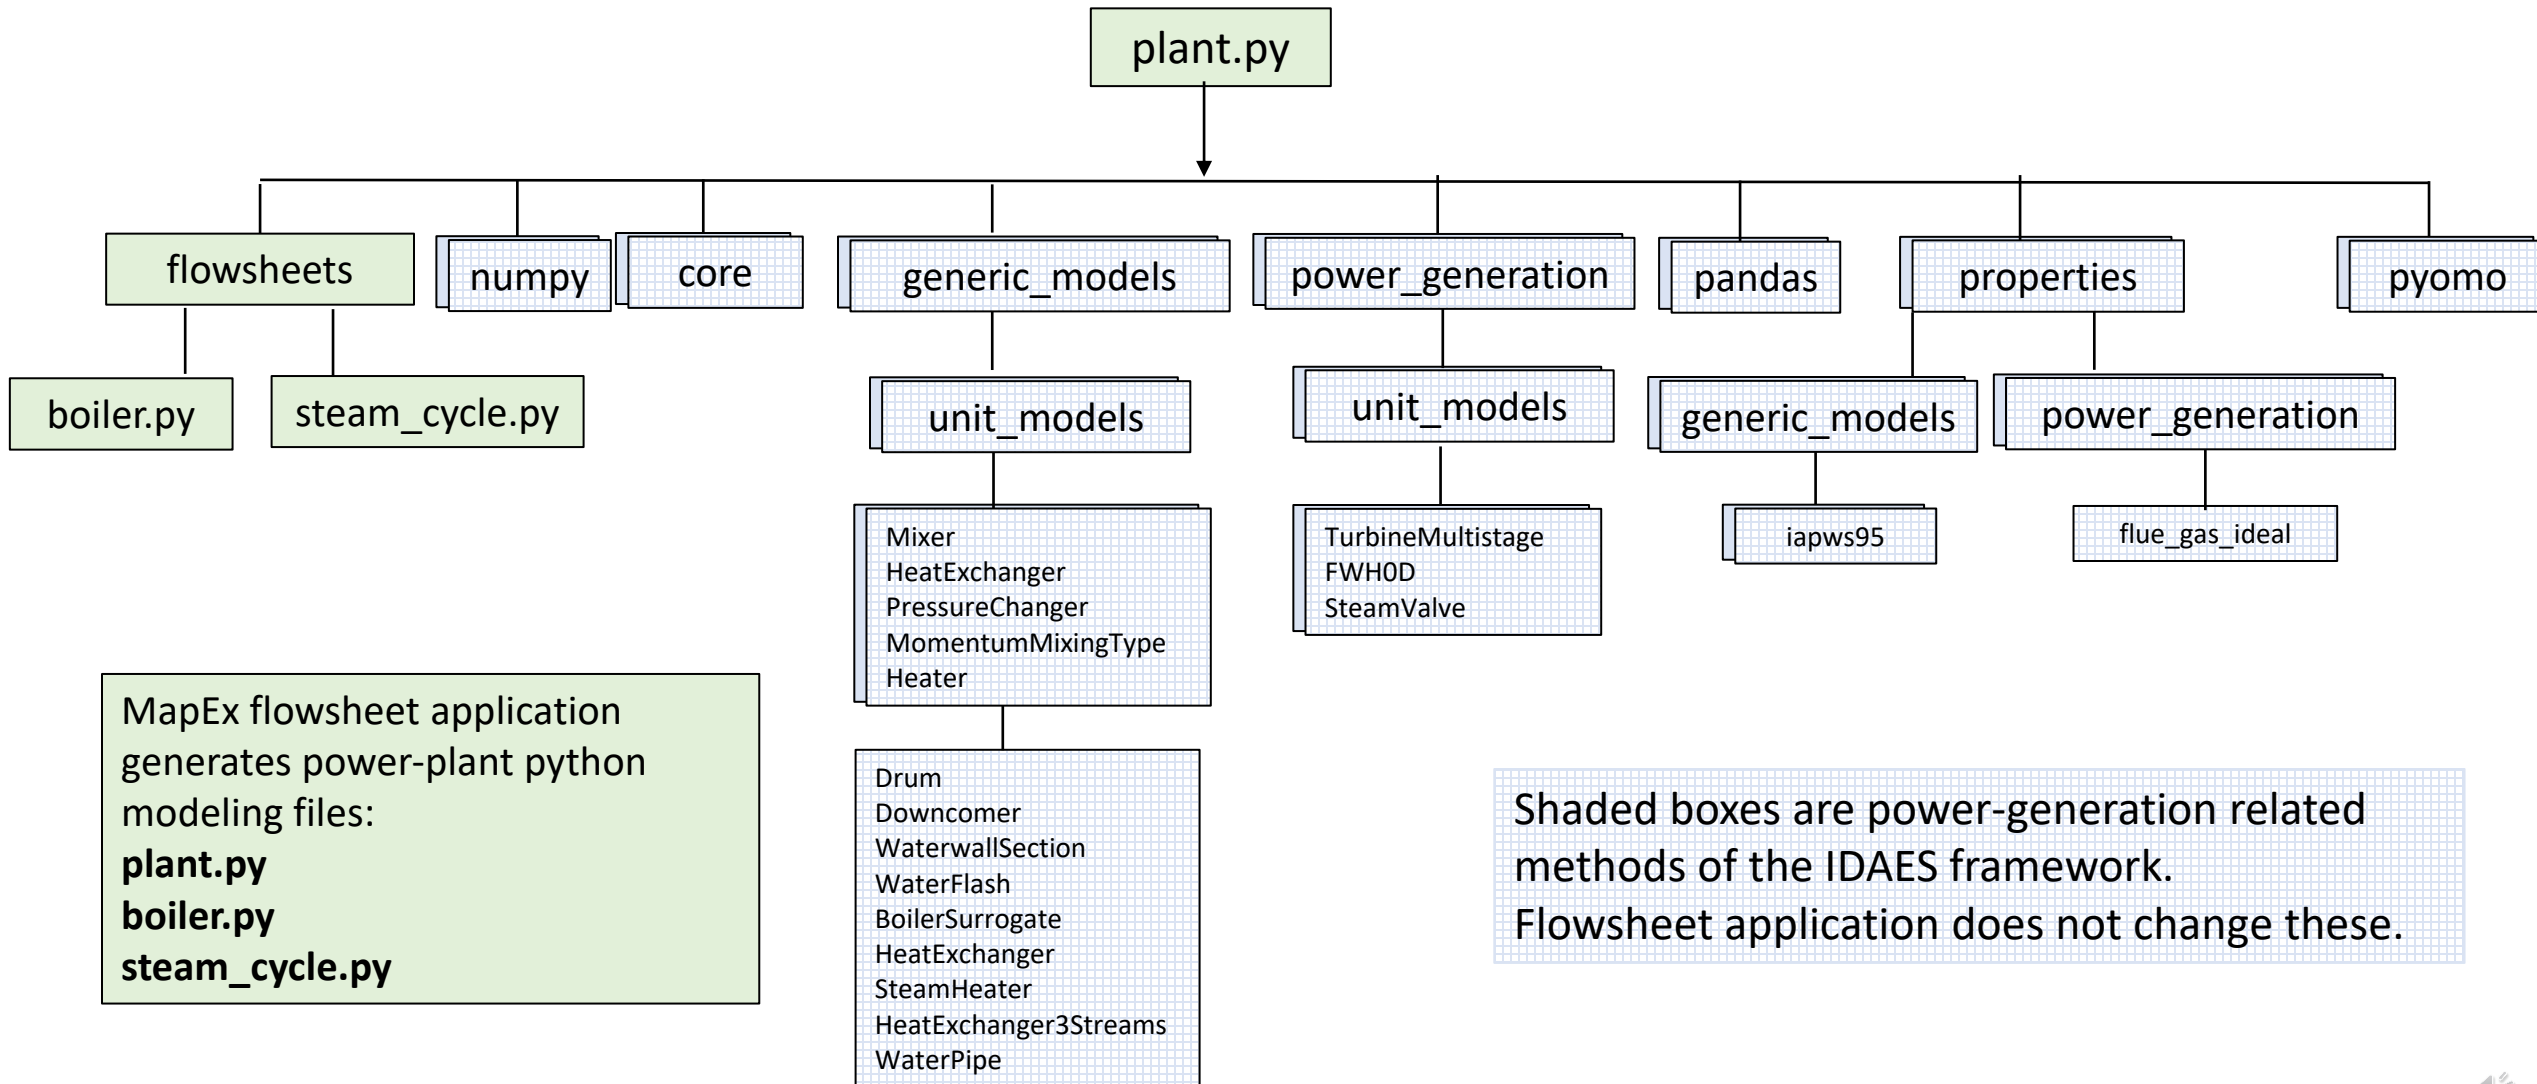 plant.py
flowsheets
numpy
core
generic_models
power_generation
pandas
properties
pyomo
boiler.py
steam_cycle.py
unit_models
unit_models
generic_models
power_generation
Mixer
HeatExchanger
PressureChanger
MomentumMixingType
Heater
TurbineMultistage
FWH0D
SteamValve
iapws95
flue_gas_ideal
MapEx flowsheet application
generates power-plant python
modeling files:
plant.py
boiler.py
steam_cycle.py
Drum
Downcomer
WaterwallSection
WaterFlash
BoilerSurrogate
HeatExchanger
SteamHeater
HeatExchanger3Streams
WaterPipe
Shaded boxes are power-generation related
methods of the IDAES framework.
Flowsheet application does not change these.